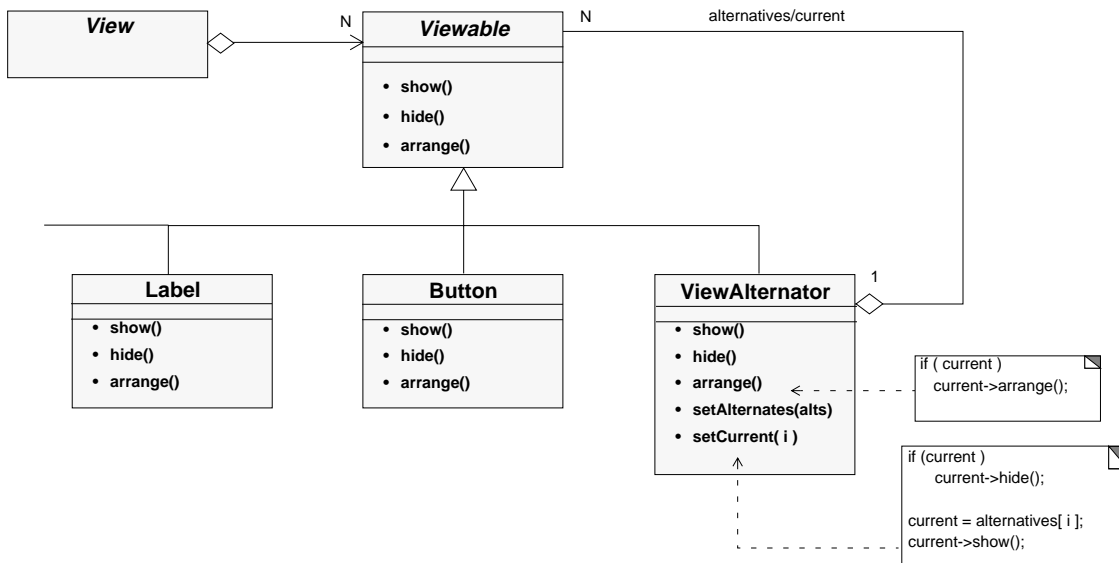 View
N
Viewable
N
alternatives/current
• show()
• hide()
• arrange()
Label
• show()
• hide()
• arrange()
Button
• show()
• hide()
• arrange()
ViewAlternator
1
• show()
• hide()
• arrange()
• setAlternates(alts)
• setCurrent( i )
if ( current )
current->arrange();
if (current )
current->hide();
current = alternatives[ i ];
current->show();